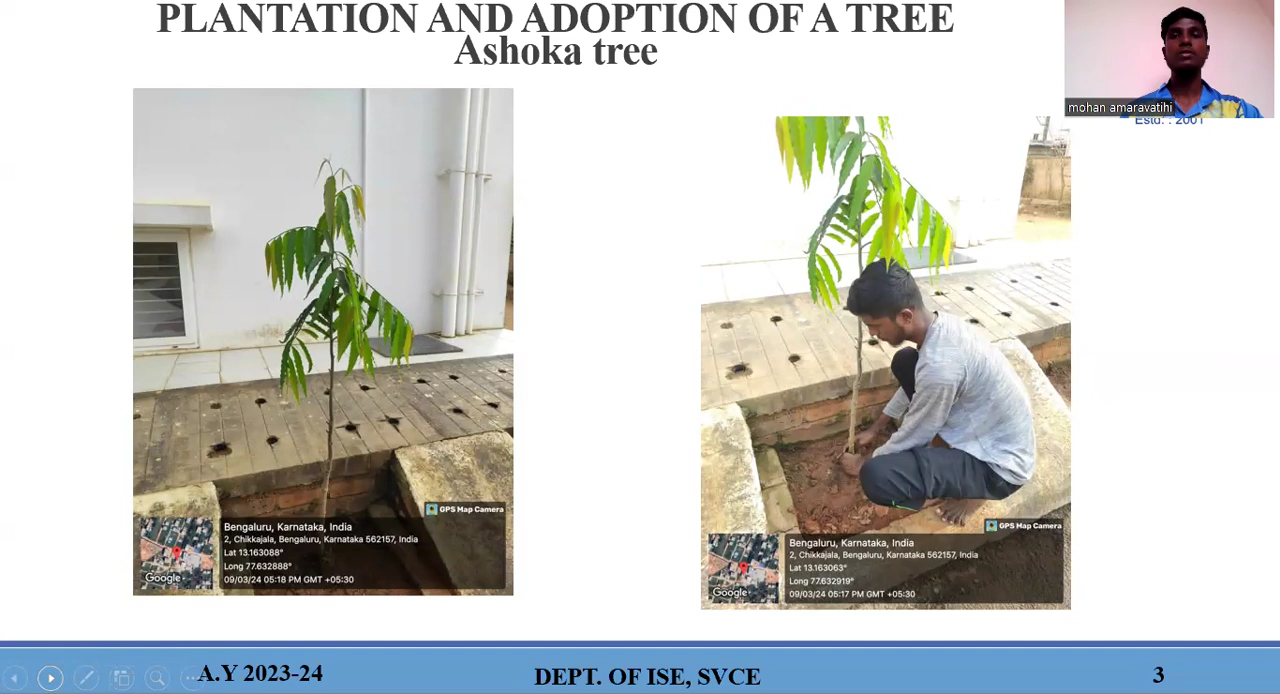 PLANTATION AND ADOPTION OF A TREE
Ashoka tree
mohan amaravatihi
Estd. : 2001
GPS Map Camera
Bengaluru, Karnataka, India
2, Chikkajala, Bengaluru, Karnataka 562157, India
Lat 13.163088°
Long 77.632888°
09/03/24 05:18 PM GMT +05:30
Google
GPS Map Camera
Bengaluru, Karnataka, India
2, Chikkajala, Bengaluru, Karnataka 562157, India
Lat 13.163063°
Long 77.632919°
09/03/24 05:17 PM GMT +05:30
Google
A.Y 2023-24
DEPT. OF ISE, SVCE
3